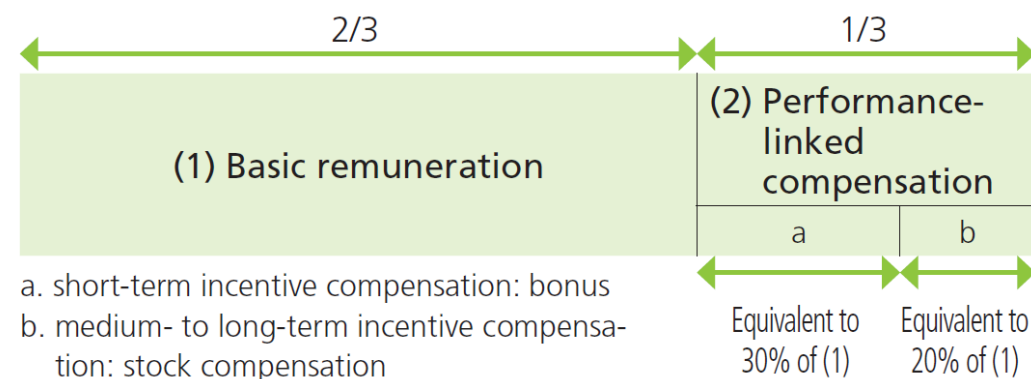 2/3
1/3
(1) Basic remuneration
(2) Performance-
linked
compensation
a
b
a. short-term incentive compensation: bonus
b. medium- to long-term incentive compensa-
tion: stock compensation
Equivalent to
30% of (1)
Equivalent to
20% of (1)